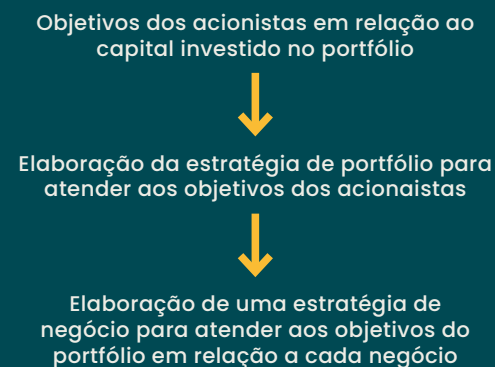 Objetivos dos acionistas em relação ao
capital investido no portfólio
Elaboração da estratégia de portfólio para
atender aos objetivos dos acionaistas
Elaboração de uma estratégia de
negócio para atender aos objetivos do
portfólio em relação a cada negócio